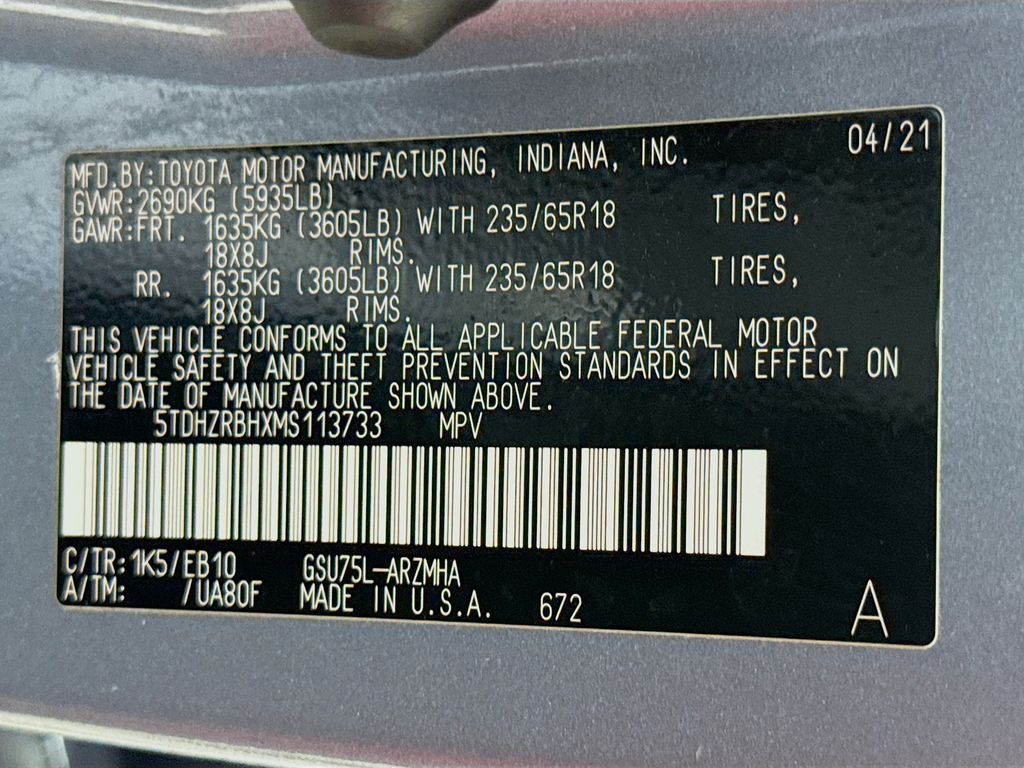 04/21
MFD.BY:TOYOTA MOTOR MANUFACTURING, INDIANA, INC.
GVWR:2690KG (5935LB)
GAWR:FRT. 1635KG (3605LB) WITH 235/65R18 TIRES,
18X8J RIMS.
RR. 1635KG (3605LB) WITH 235/65R18 TIRES,
18X8J RIMS.
THIS VEHICLE CONFORMS TO ALL APPLICABLE FEDERAL MOTOR
VEHICLE SAFETY AND THEFT PREVENTION STANDARDS IN EFFECT ON
THE DATE OF MANUFACTURE SHOWN ABOVE.
5TDHZRBHXMS113733 MPV
C/TR:1K5/EB10 GSU75L-ARZMHA
A/TM: /UA80F MADE IN U.S.A. 672 A